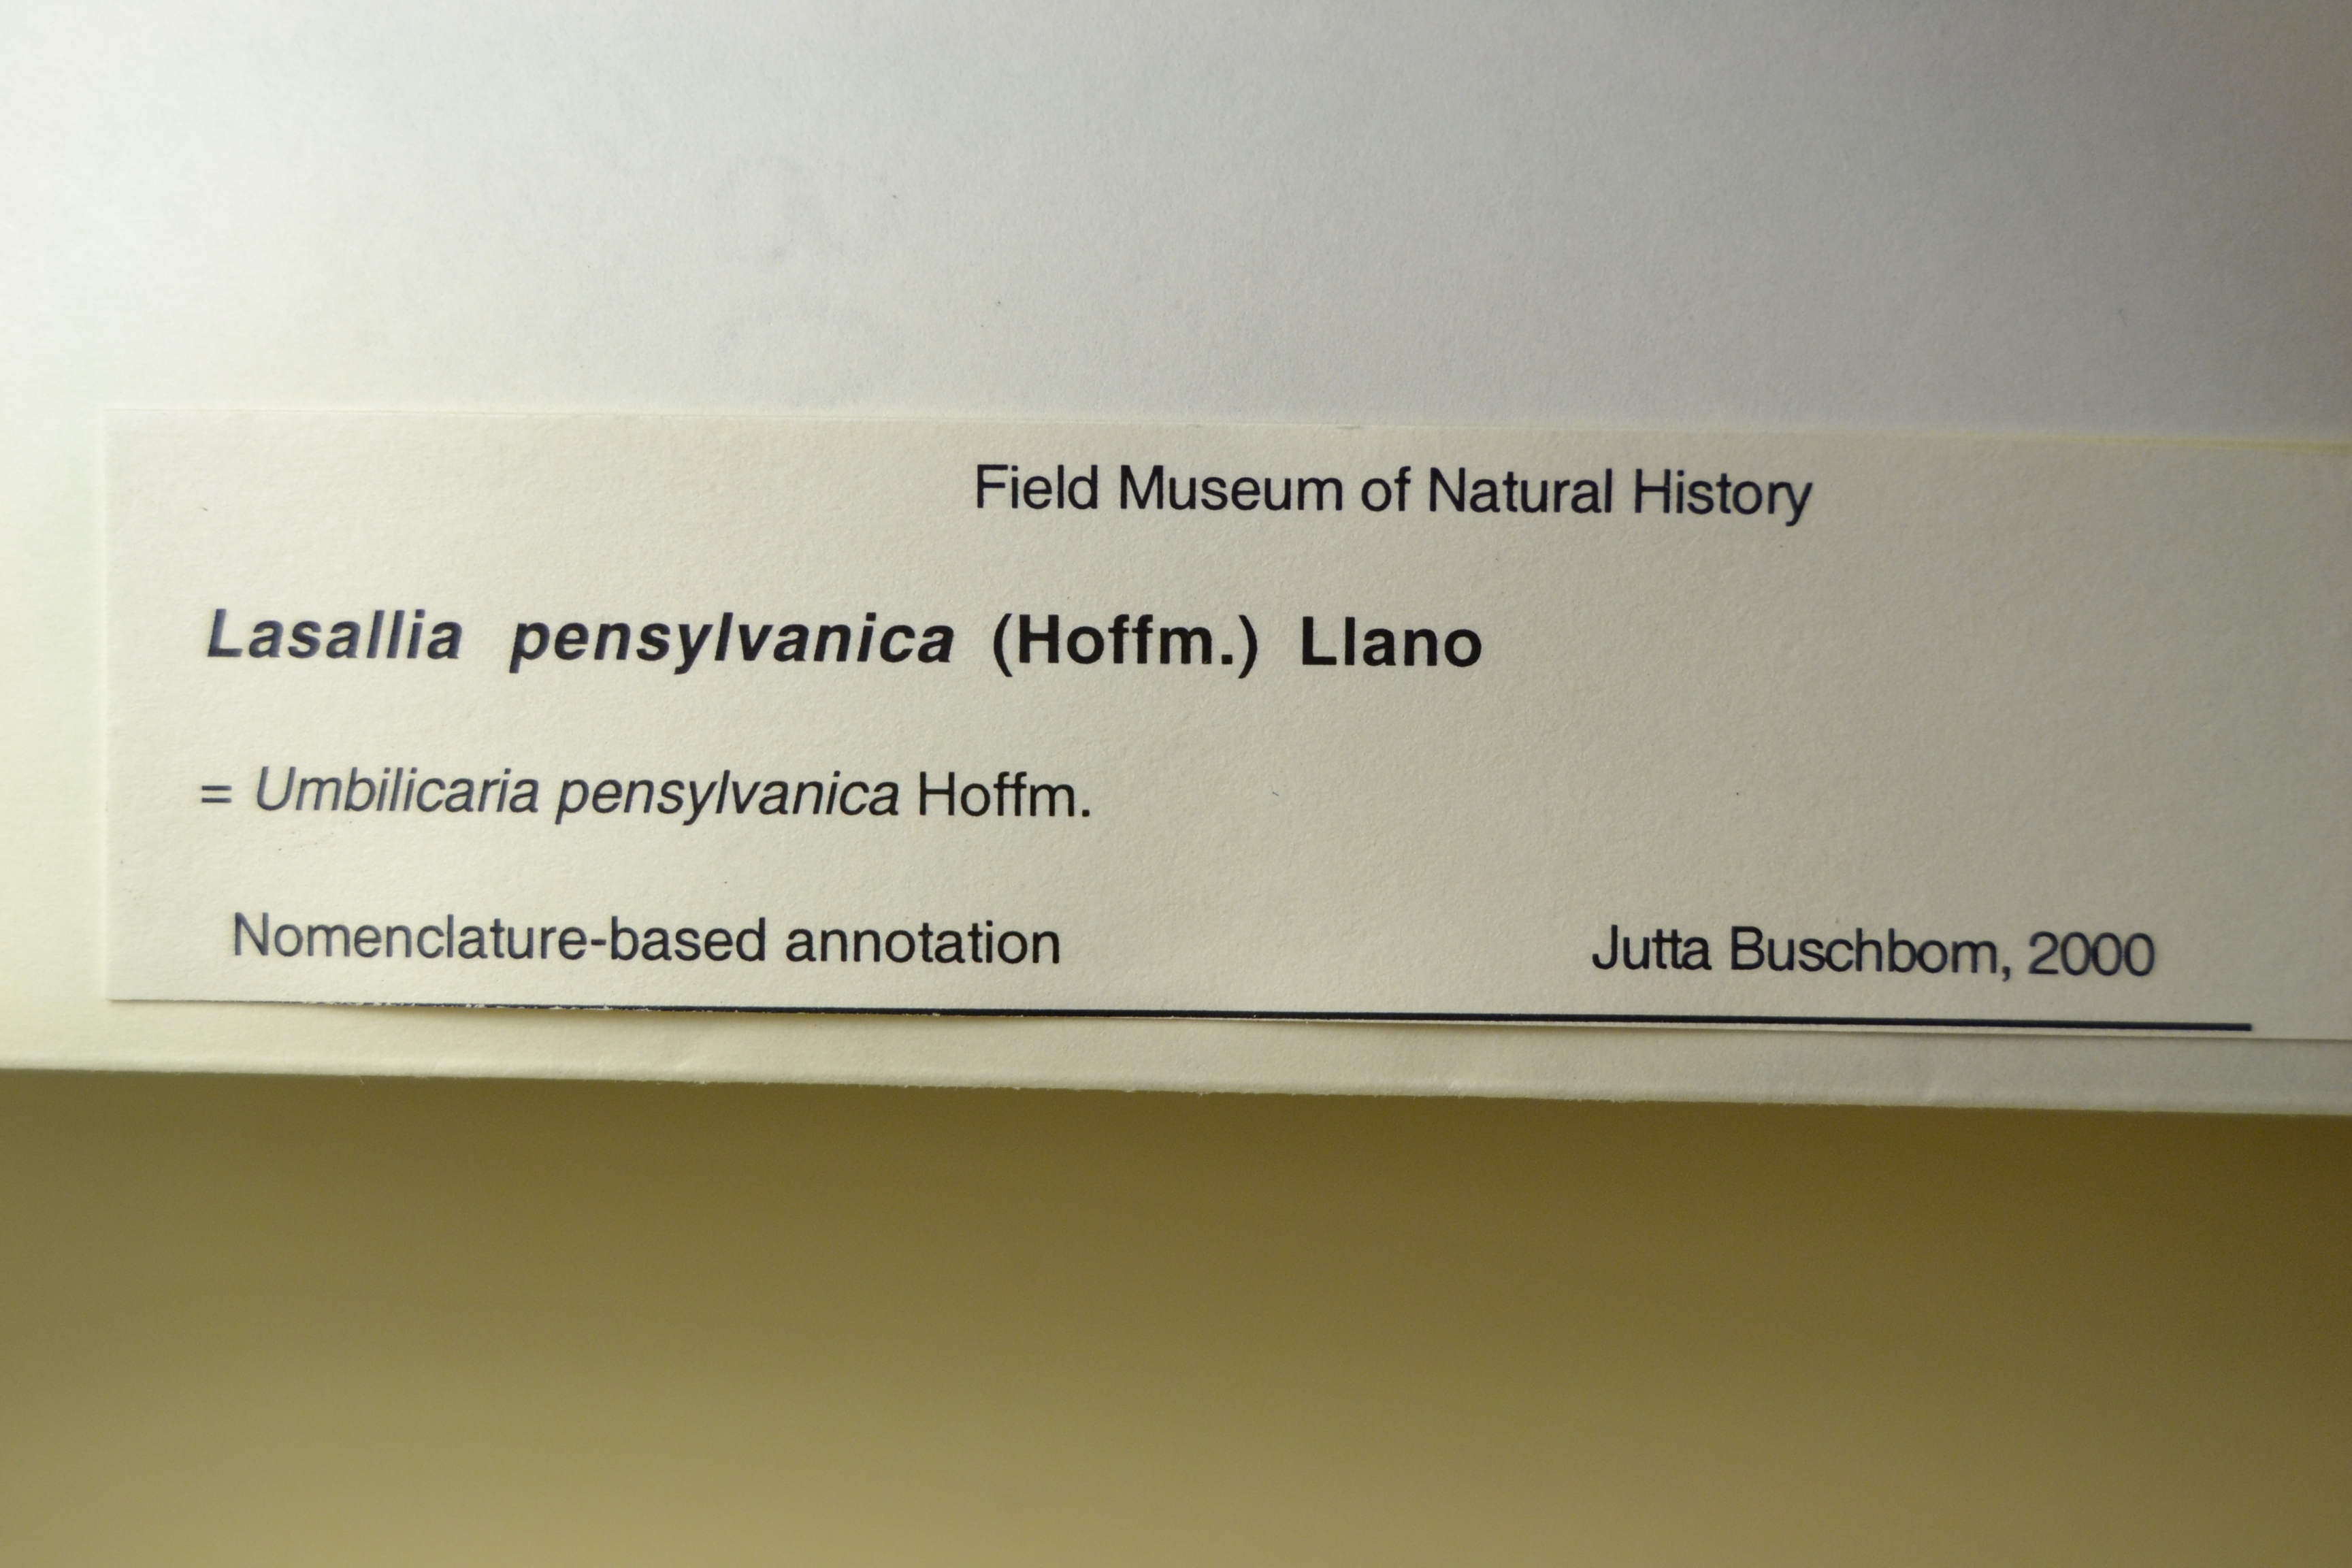 Field Museum of Natural History
Lasallia pensylvanica (Hoffm.) Llano
= Umbilicaria pensylvanica Hoffm.
Nomenclature-based annotation Jutta Buschbom, 2000